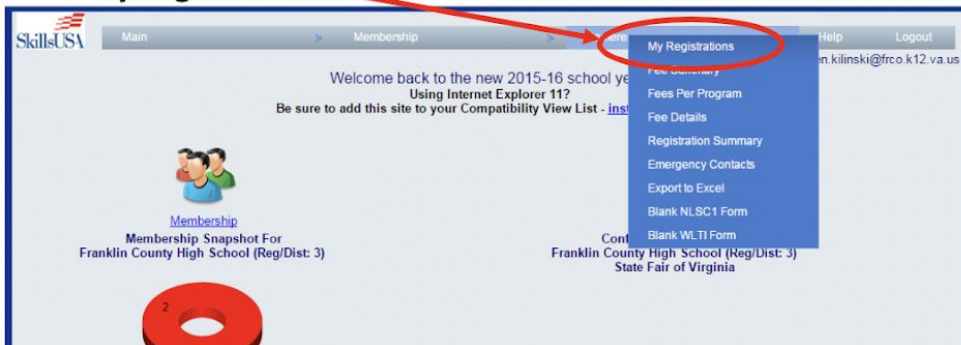 SkillsUSA
Main > Membership > Help Logout
My Registrations
Fee Summary
Fees Per Program
Fee Details
Registration Summary
Emergency Contacts
Export to Excel
Blank NLSC1 Form
Blank WLTI Form
n.kilinski@frco.k12.va.us
Welcome back to the new 2015-16 school ye
Using Internet Explorer 11?
Be sure to add this site to your Compatibility View List - inst
Membership
Membership Snapshot For
Franklin County High School (Reg/Dist: 3)
2
Conf
Franklin County High School (Reg/Dist: 3)
State Fair of Virginia